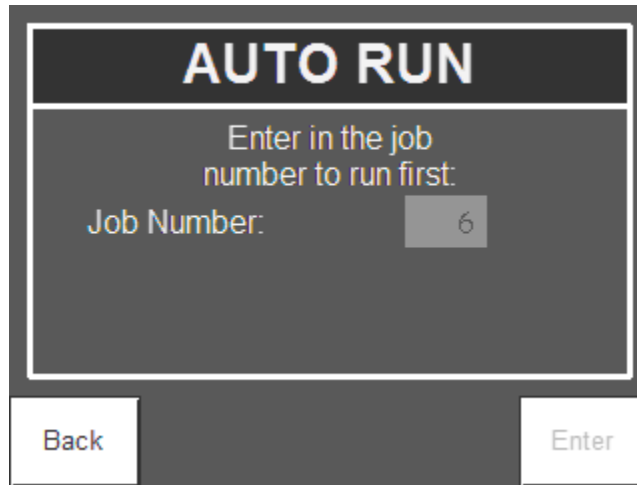 AUTO RUN
Enter in the job
number to run first:
Job Number: 6
Back
Enter